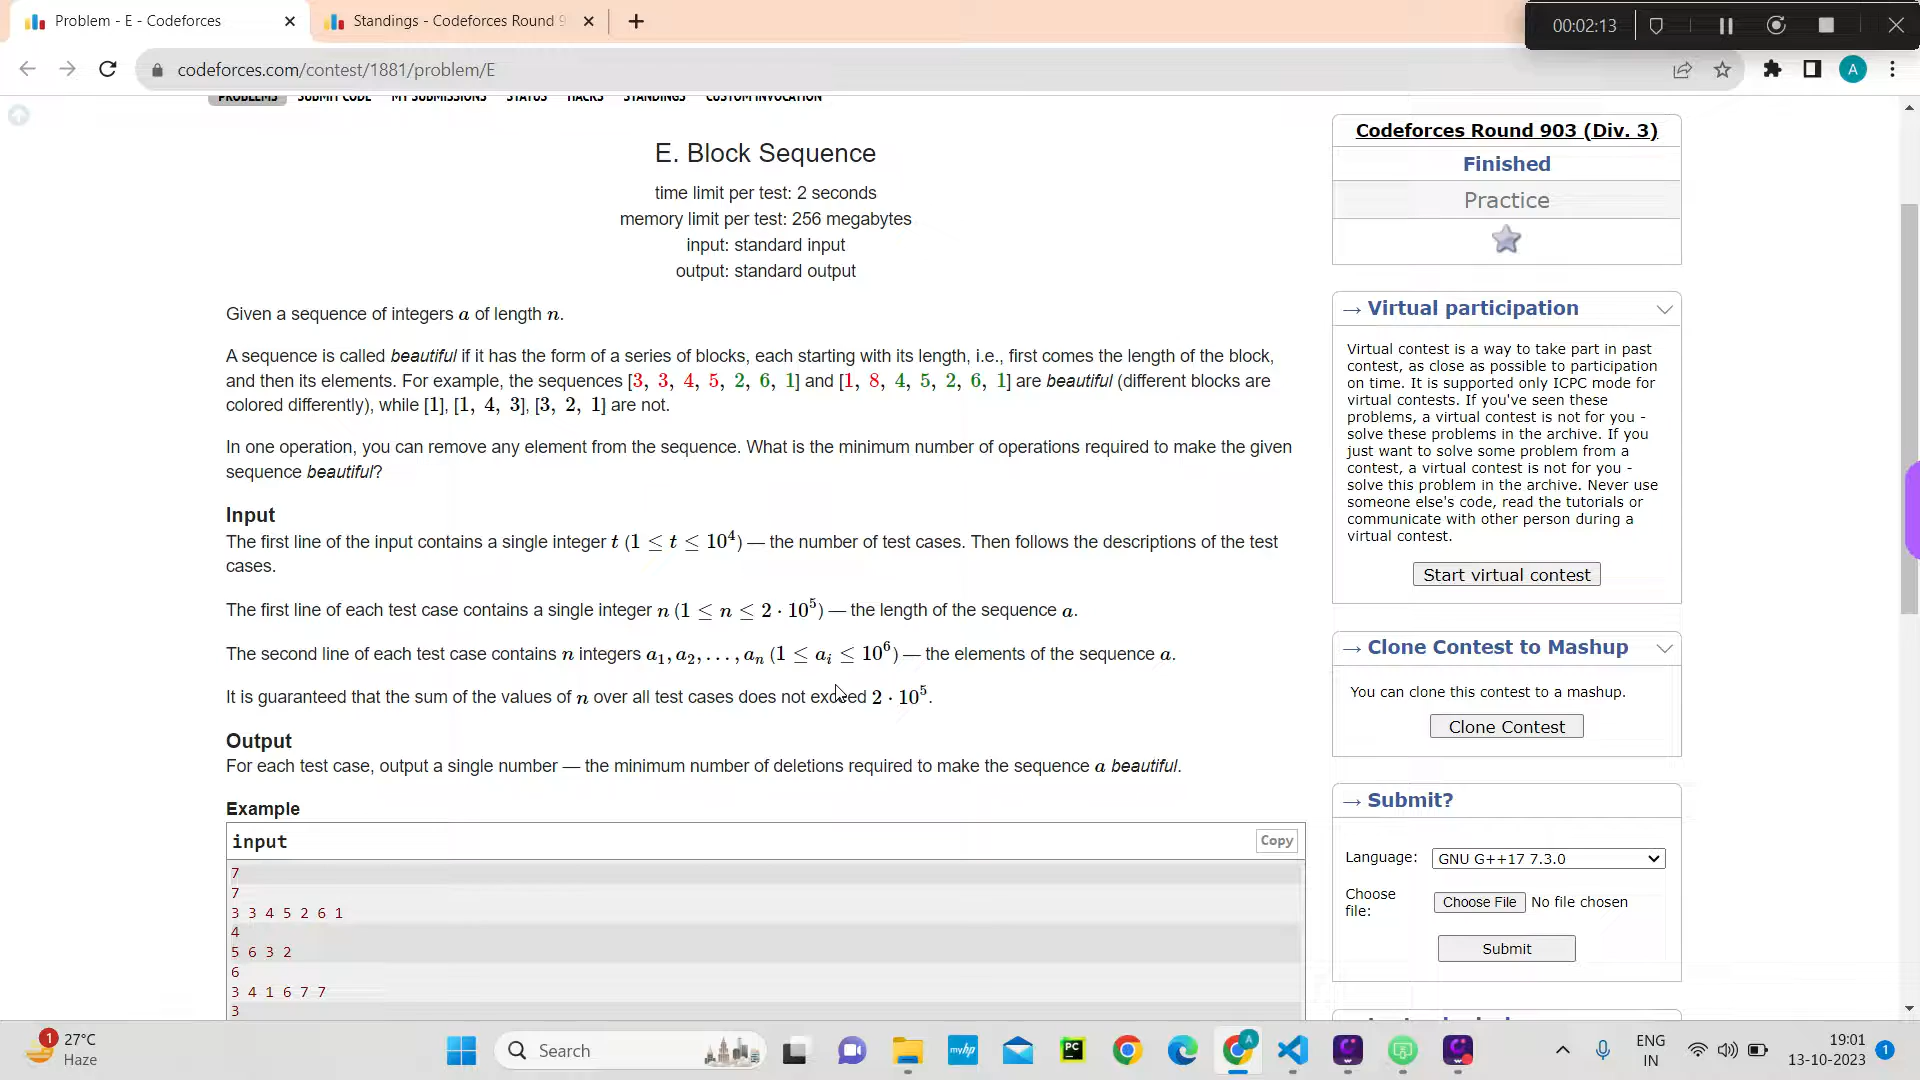 Problem - E - Codeforces
Standings - Codeforces Round 9
00:02:13
codeforces.com/contest/1881/problem/E
A
PROBLEMS SUBMIT CODE MY SUBMISSIONS STATUS HACKS STANDINGS CUSTOM INVOCATION
E. Block Sequence
time limit per test: 2 seconds
memory limit per test: 256 megabytes
input: standard input
output: standard output
Given a sequence of integers a of length n.
A sequence is called beautiful if it has the form of a series of blocks, each starting with its length, i.e., first comes the length of the block,
and then its elements. For example, the sequences [3, 3, 4, 5, 2, 6, 1] and [1, 8, 4, 5, 2, 6, 1] are beautiful (different blocks are
colored differently), while [1], [1, 4, 3], [3, 2, 1] are not.
In one operation, you can remove any element from the sequence. What is the minimum number of operations required to make the given
sequence beautiful?
Input
The first line of the input contains a single integer t (1 ≤ t ≤ 10⁴) — the number of test cases. Then follows the descriptions of the test
cases.
The first line of each test case contains a single integer n (1 ≤ n ≤ 2 · 10⁵) — the length of the sequence a.
The second line of each test case contains n integers a₁, a₂, . . . , aₙ (1 ≤ aᵢ ≤ 10⁶) — the elements of the sequence a.
It is guaranteed that the sum of the values of n over all test cases does not exceed 2 · 10⁵.
Output
For each test case, output a single number — the minimum number of deletions required to make the sequence a beautiful.
Example
input
Copy
7
7
3 3 4 5 2 6 1
4
5 6 3 2
6
3 4 1 6 7 7
3
Codeforces Round 903 (Div. 3)
Finished
Practice
→ Virtual participation
Virtual contest is a way to take part in past
contest, as close as possible to participation
on time. It is supported only ICPC mode for
virtual contests. If you've seen these
problems, a virtual contest is not for you -
solve these problems in the archive. If you
just want to solve some problem from a
contest, a virtual contest is not for you -
solve this problem in the archive. Never use
someone else's code, read the tutorials or
communicate with other person during a
virtual contest.
Start virtual contest
→ Clone Contest to Mashup
You can clone this contest to a mashup.
Clone Contest
→ Submit?
Language:
GNU G++17 7.3.0
Choose
file:
Choose File No file chosen
Submit
1
27°C
Haze
Search
myhp
PC
A
ENG
IN
19:01
13-10-2023
1